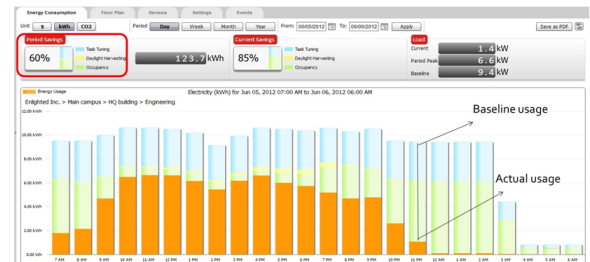 Energy Consumption Floor Plan Devices Settings Events
Unit $ kWh CO2 Period Day Week Month Year From: 06/05/2012 To: 06/06/2012 Apply Save as PDF
Period Savings
60%
Task Tuning
Daylight Harvesting
Occupancy
123.7 kWh
Current Savings
85%
Task Tuning
Daylight Harvesting
Occupancy
Load
Current 1.4 kW
Period Peak 6.6 kW
Baseline 9.4 kW
Energy Usage
Electricity (kWh) for Jun 05, 2012 07:00 AM to Jun 06, 2012 06:00 AM
Enlighted Inc. > Main campus > HQ building > Engineering
12.00 kWh
10.00 kWh
8.00 kWh
6.00 kWh
4.00 kWh
2.00 kWh
0.00 kWh
Baseline usage
Actual usage
7 AM 8 AM 9 AM 10 AM 11 AM 12 PM 1 PM 2 PM 3 PM 4 PM 5 PM 6 PM 7 PM 8 PM 9 PM 10 PM 11 PM 12 AM 1 AM 2 AM 3 AM 4 AM 5 AM 6 AM